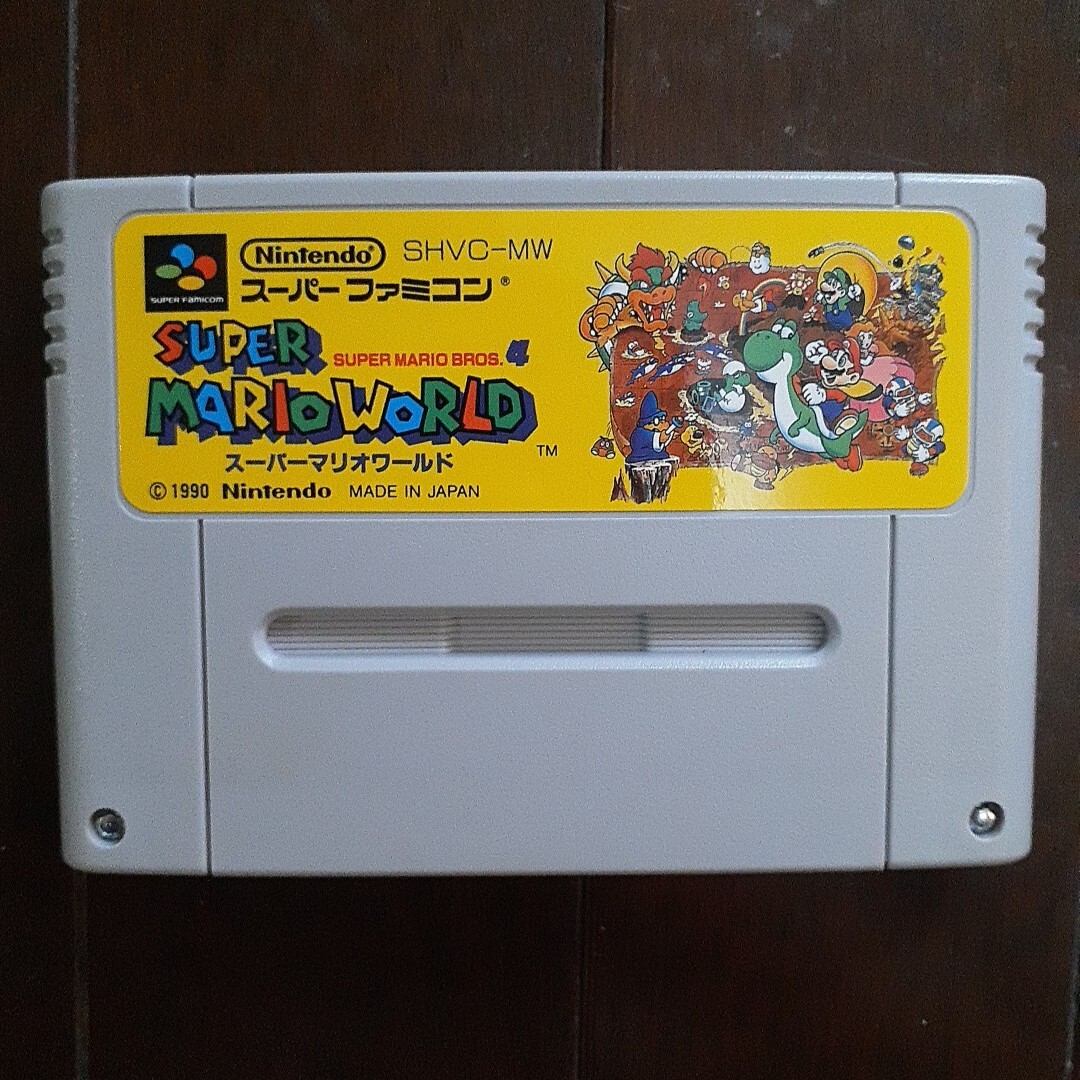 SUPER FAMICOM
Nintendo® SHVC-MW
スーパーファミコン®
SUPER
SUPER MARIO BROS. 4
MARIO WORLD ™
スーパーマリオワールド
© 1990 Nintendo MADE IN JAPAN